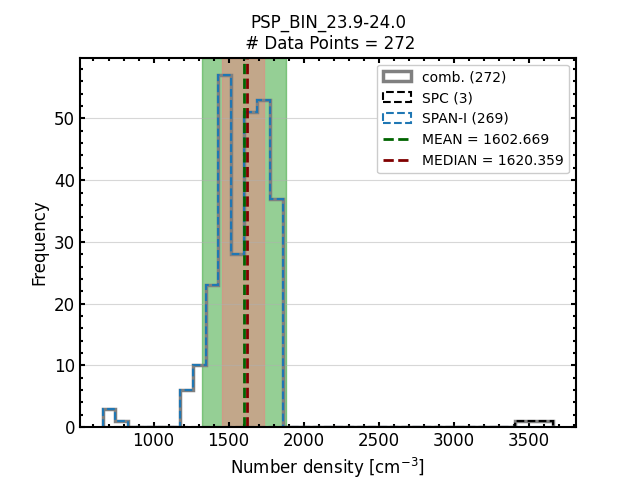 PSP_BIN_23.9-24.0
# Data Points = 272
comb. (272)
SPC (3)
SPAN-I (269)
MEAN = 1602.669
MEDIAN = 1620.359
Frequency
50
40
30
20
10
0
1000 1500 2000 2500 3000 3500
Number density [cm⁻³]